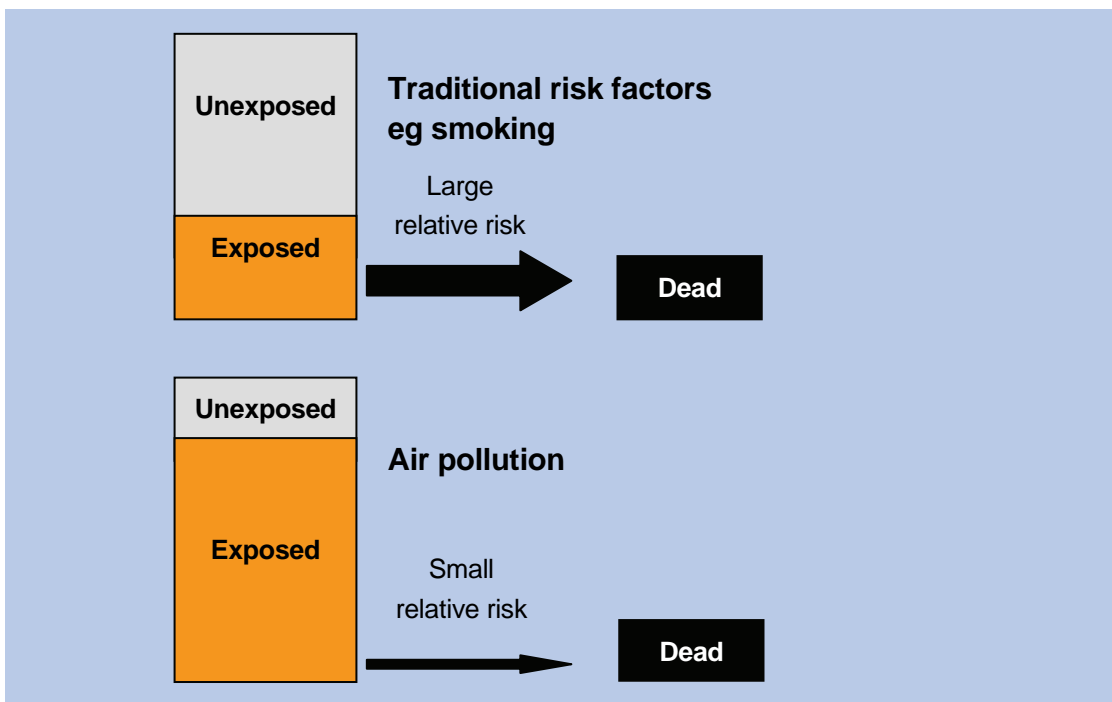 Unexposed
Traditional risk factors
eg smoking
Large
relative risk
Exposed
Dead
Unexposed
Air pollution
Exposed
Small
relative risk
Dead